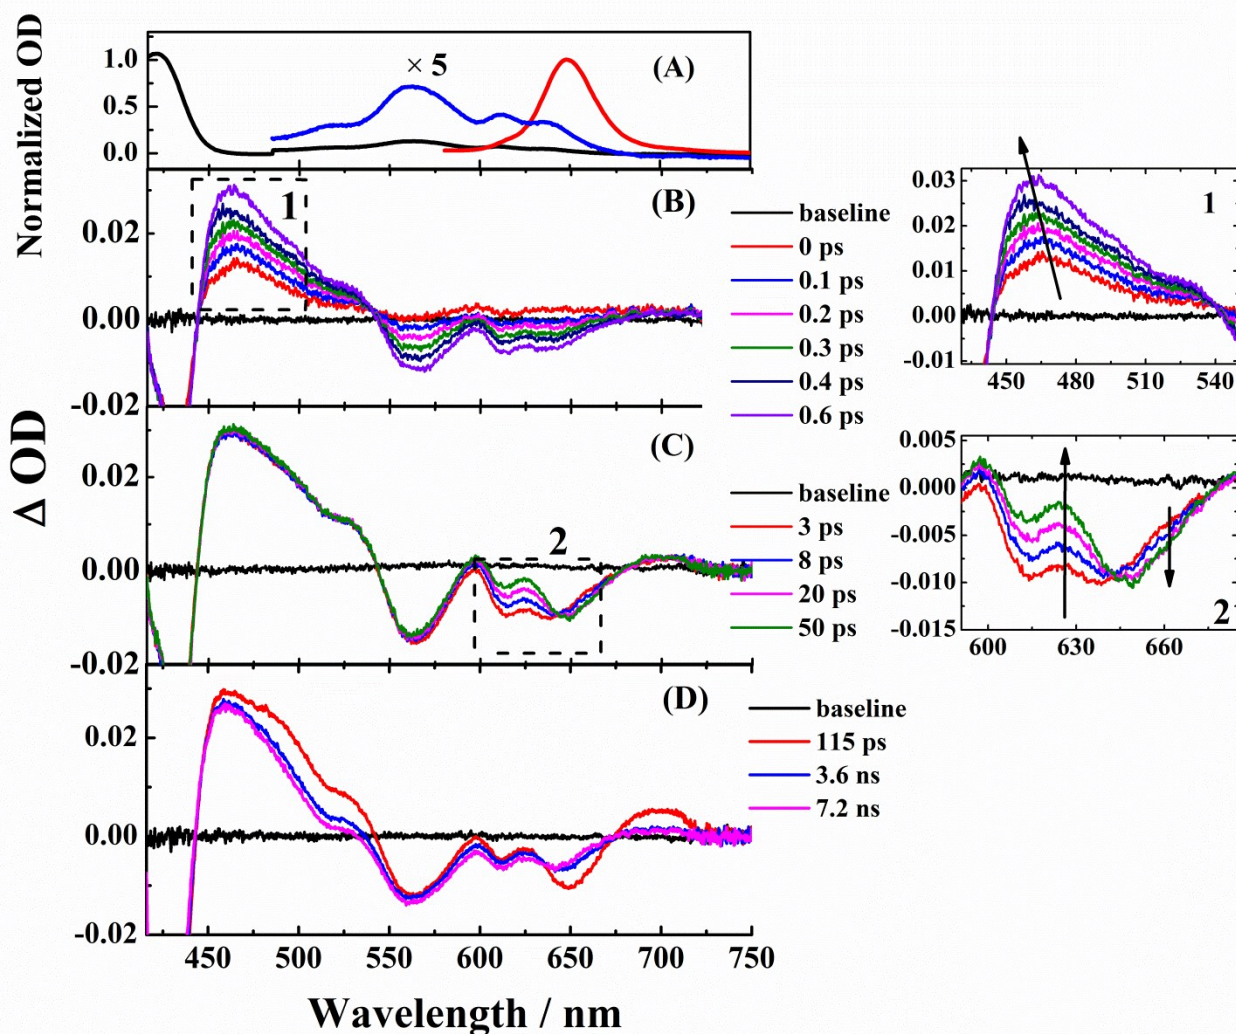 Normalized OD
1.0
0.5
0.0
× 5
(A)
0.02
0.00
-0.02
1
(B)
baseline
0 ps
0.1 ps
0.2 ps
0.3 ps
0.4 ps
0.6 ps
0.03
0.02
0.01
0.00
-0.01
1
450
480
510
540
Δ OD
0.02
0.00
-0.02
2
(C)
baseline
3 ps
8 ps
20 ps
50 ps
0.005
0.000
-0.005
-0.010
-0.015
2
600
630
660
0.02
0.00
-0.02
(D)
baseline
115 ps
3.6 ns
7.2 ns
450
500
550
600
650
700
750
Wavelength / nm